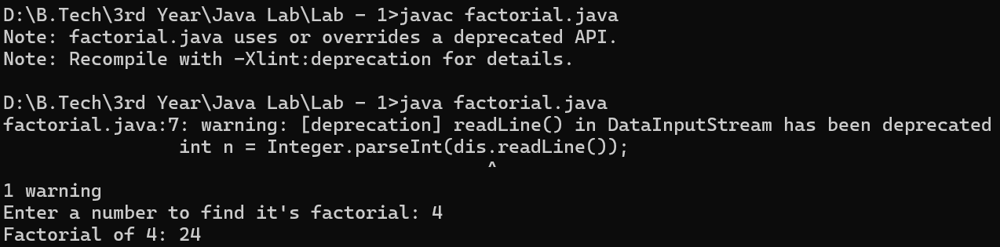 D:\B.Tech\3rd Year\Java Lab\Lab - 1>javac factorial.java
Note: factorial.java uses or overrides a deprecated API.
Note: Recompile with -Xlint:deprecation for details.
D:\B.Tech\3rd Year\Java Lab\Lab - 1>java factorial.java
factorial.java:7: warning: [deprecation] readLine() in DataInputStream has been deprecated
                int n = Integer.parseInt(dis.readLine());
                                            ^
1 warning
Enter a number to find it's factorial: 4
Factorial of 4: 24